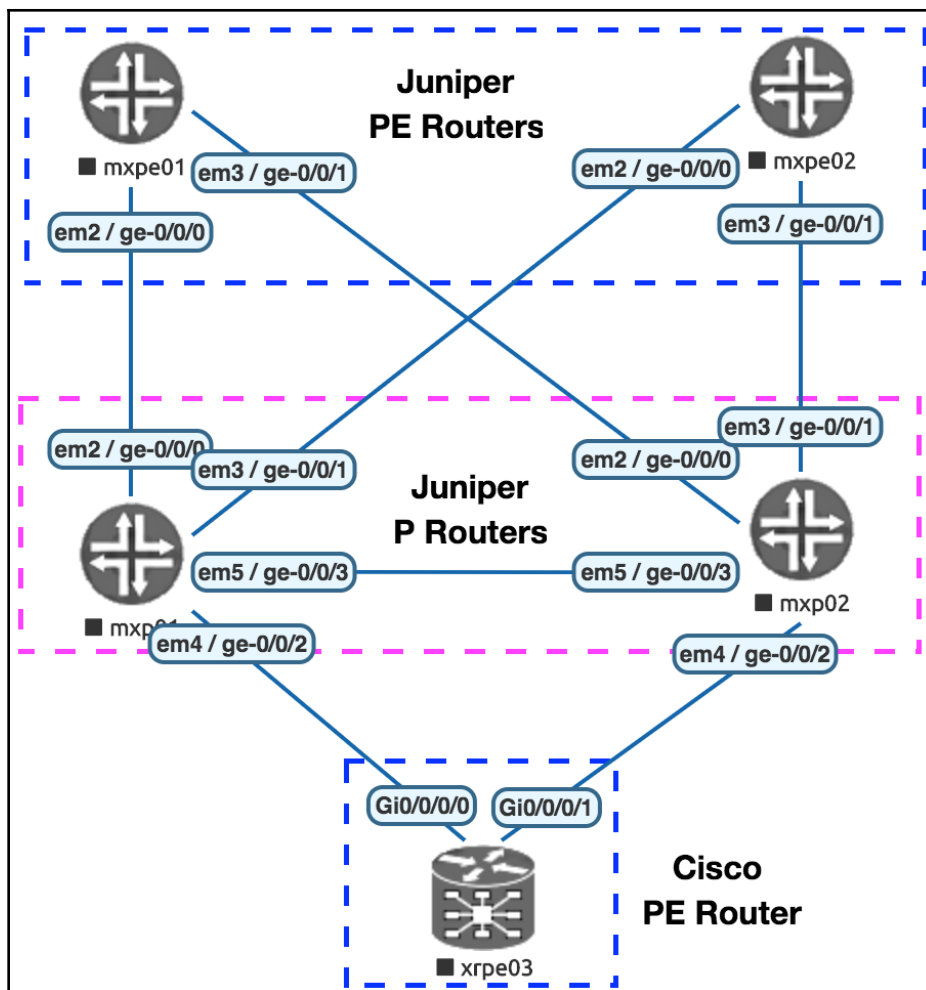 Juniper
PE Routers
mxpe01
mxpe02
em3 / ge-0/0/1
em2 / ge-0/0/0
em2 / ge-0/0/0
em3 / ge-0/0/1
em2 / ge-0/0/0
em3 / ge-0/0/1
em3 / ge-0/0/1
em2 / ge-0/0/0
Juniper
P Routers
em5 / ge-0/0/3
em5 / ge-0/0/3
mxp01
mxp02
em4 / ge-0/0/2
em4 / ge-0/0/2
Gi0/0/0/0
Gi0/0/0/1
Cisco
PE Router
xrpe03